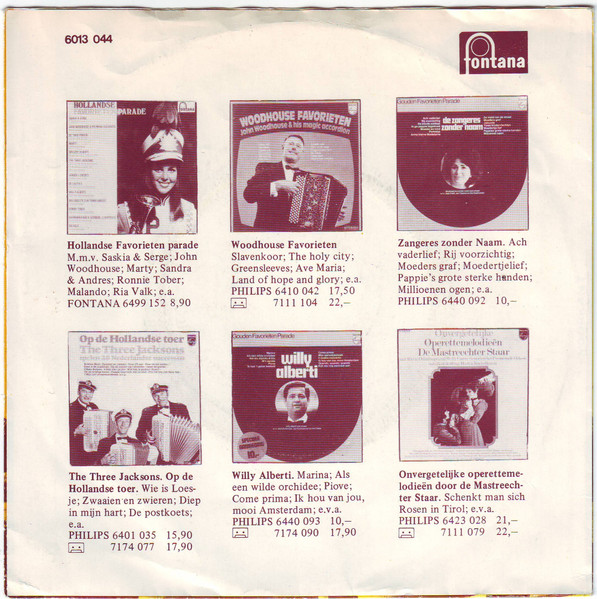 6013 044
fontana
HOLLANDSE
FAVORIETEN PARADE
WOODHOUSE FAVORIETEN
John Woodhouse & his magic accordion
Gouden Favorieten Parade
de zangeres
zonder naam
Hollandse Favorieten parade
M.m.v. Saskia & Serge; John
Woodhouse; Marty; Sandra
& Andres; Ronnie Tober;
Malando; Ria Valk; e.a.
FONTANA 6499 152 8,90
Woodhouse Favorieten
Slavenkoor; The holy city;
Greensleeves; Ave Maria;
Land of hope and glory; e.a.
PHILIPS 6410 042 17,50
7111 104 22,—
Zangeres zonder Naam. Ach
vaderlief; Rij voorzichtig;
Moeders graf; Moedertjelief;
Pappie's grote sterke handen;
Millioenen ogen; e.a.
PHILIPS 6440 092 10,—
Op de Hollandse toer
The Three Jacksons
Gouden Favorieten Parade
willy
alberti
Onvergetelijke
Operettemelodieën
De Mastreechter Staar
The Three Jacksons. Op de
Hollandse toer. Wie is Loes-
je; Zwaaien en zwieren; Diep
in mijn hart; De postkoets;
e.a.
PHILIPS 6401 035 15,90
7174 077 17,90
Willy Alberti. Marina; Als
een wilde orchidee; Piove;
Come prima; Ik hou van jou,
mooi Amsterdam; e.v.a.
PHILIPS 6440 093 10,—
7174 090 17,90
Onvergetelijke operetteme-
lodieën door de Mastreech-
ter Staar. Schenkt man sich
Rosen in Tirol; e.v.a.
PHILIPS 6423 028 21,—
7111 079 22,—